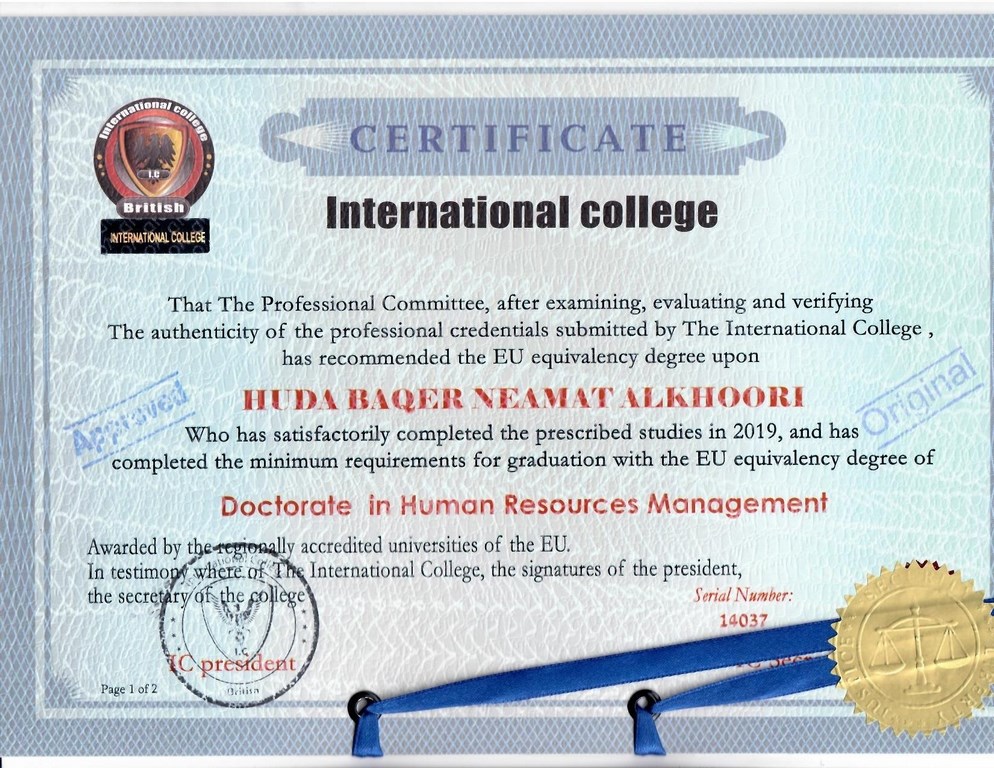 International college
I.C
British
INTERNATIONAL COLLEGE
CERTIFICATE
International college
That The Professional Committee, after examining, evaluating and verifying
The authenticity of the professional credentials submitted by The International College ,
has recommended the EU equivalency degree upon
HUDA BAQER NEAMAT ALKHOORI
Approved
Original
Who has satisfactorily completed the prescribed studies in 2019, and has
completed the minimum requirements for graduation with the EU equivalency degree of
Doctorate in Human Resources Management
Awarded by the regionally accredited universities of the EU.
In testimony where of The International College, the signatures of the president,
the secretary of the college
Serial Number:
14037
I.C
IC president
British
IC
Page 1 of 2